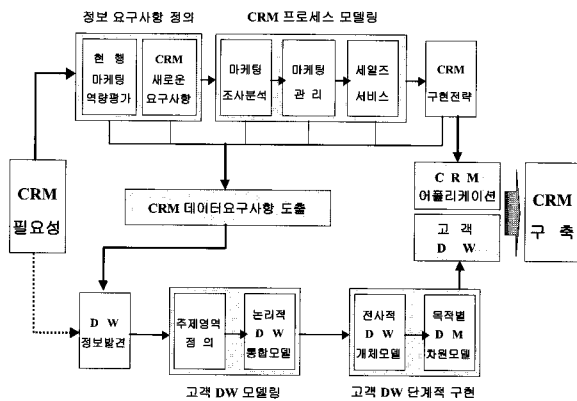 정보 요구사항 정의
CRM 프로세스 모델링
현 행
마케팅
역량평가
CRM
새로운
요구사항
마케팅
조사분석
마케팅
관 리
세일즈
서비스
CRM
구현전략
CRM
필요성
CRM 데이터요구사항 도출
C R M
어플리케이션
고 객
D W
CRM
구 축
D W
정보발견
주제영역
정 의
논리적
D W
통합모델
전사적
D W
개체모델
목적별
D M
차원모델
고객 DW 모델링
고객 DW 단계적 구현